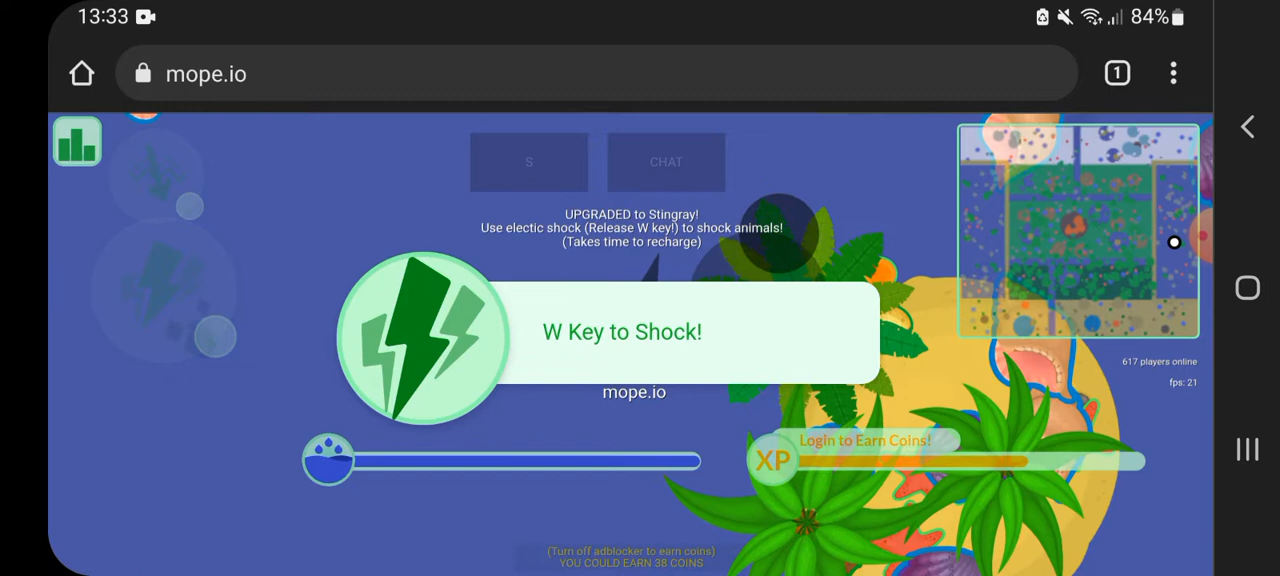 13:33
84%
mope.io
1
S
CHAT
UPGRADED to Stingray!
Use electic shock (Release W key!) to shock animals!
(Takes time to recharge)
W Key to Shock!
mope.io
617 players online
fps: 21
Login to Earn Coins!
XP
(Turn off adblocker to earn coins)
YOU COULD EARN 38 COINS